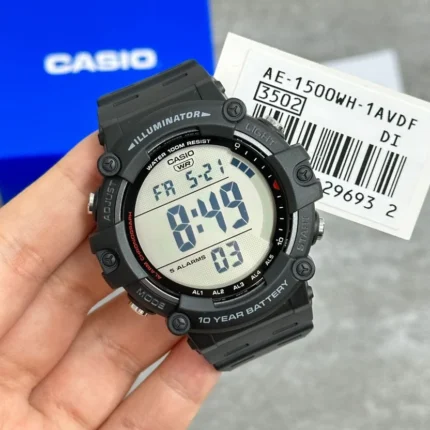 CASIO
AE-1500WH-1AVDF
3502
DI
29693 2
ILLUMINATOR
LIGHT
WATER 100M RESIST
CASIO
WR
ADJUST
FR 5-21
8:49
03
5 ALARMS
AL1 AL2 AL3 AL4 AL5
MODE
10 YEAR BATTERY